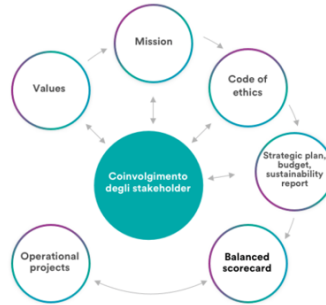 Mission
Values
Code of
ethics
Coinvolgimento
degli stakeholder
Strategic plan,
budget,
sustainability
report
Operational
projects
Balanced
scorecard